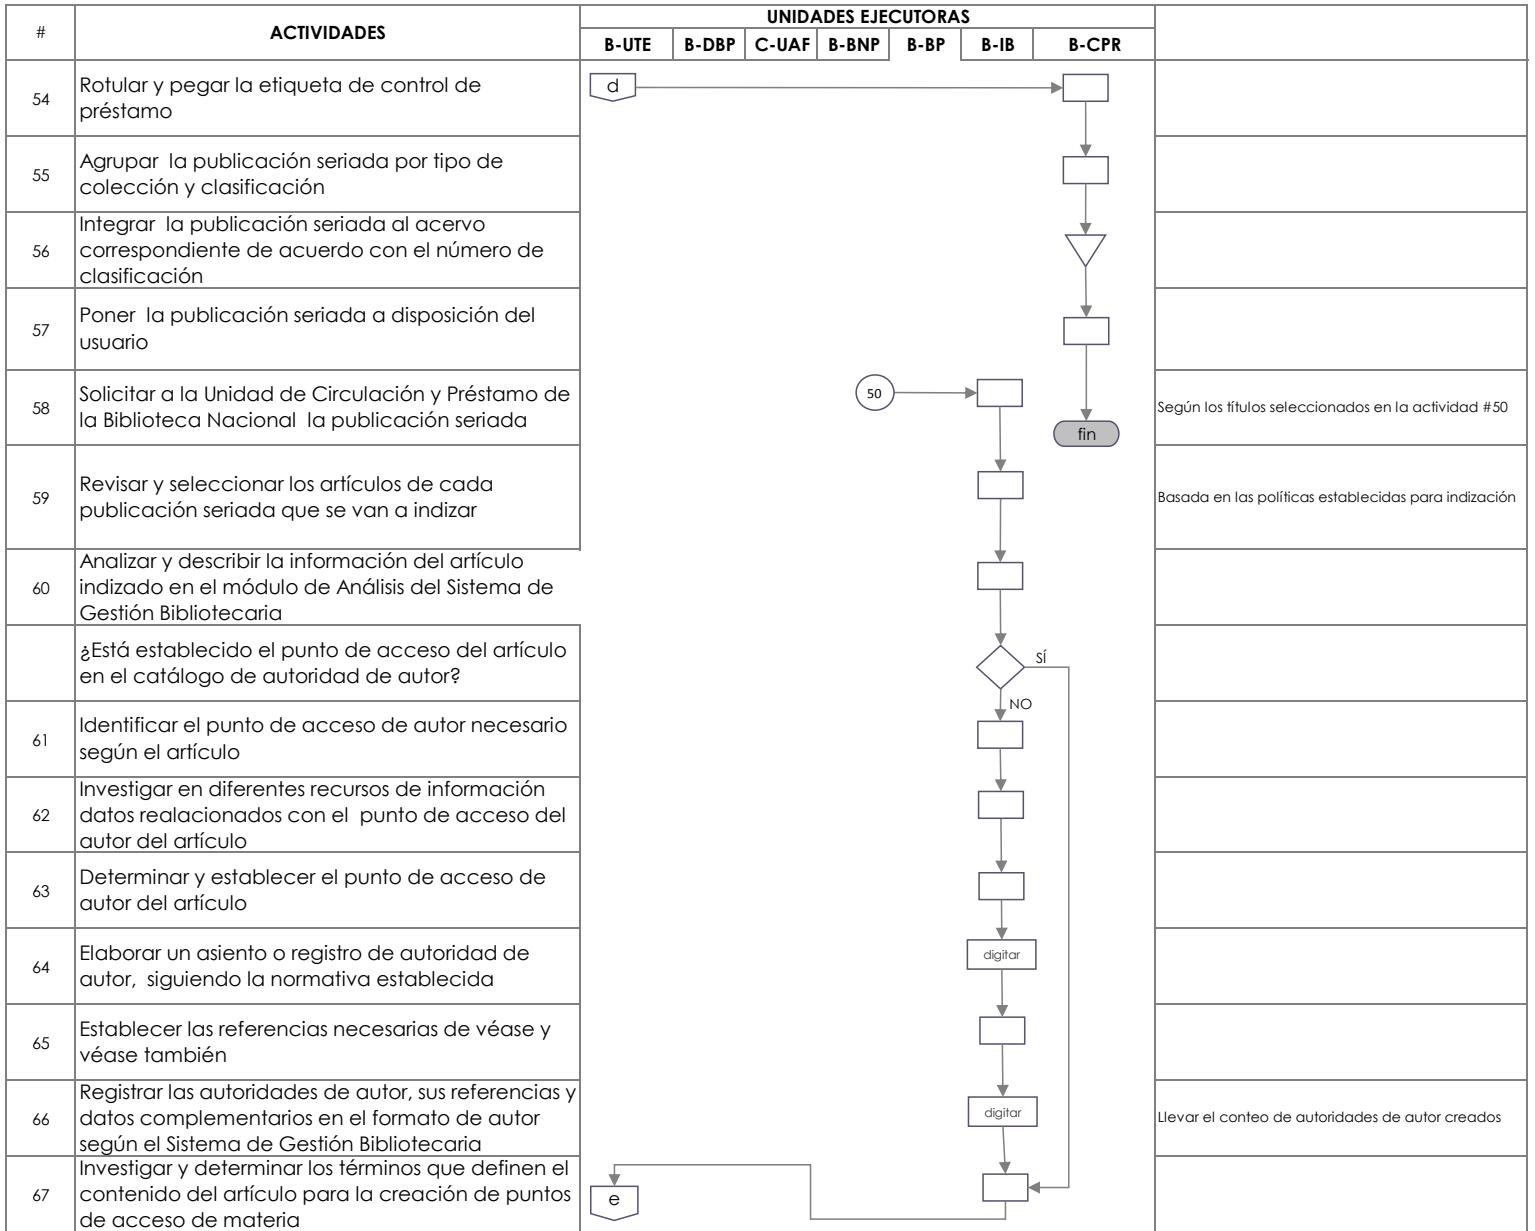 UNIDADES EJECUTORAS
# ACTIVIDADES
B-UTE B-DBP C-UAF B-BNP B-BP B-IB B-CPR
54 Rotular y pegar la etiqueta de control de
préstamo
d
55 Agrupar  la publicación seriada por tipo de
colección y clasificación
56 Integrar  la publicación seriada al acervo
correspondiente de acuerdo con el número de
clasificación
57 Poner  la publicación seriada a disposición del
usuario
58 Solicitar a la Unidad de Circulación y Préstamo de
la Biblioteca Nacional  la publicación seriada
50
Según los títulos seleccionados en la actividad #50
fin
59 Revisar y seleccionar los artículos de cada
publicación seriada que se van a indizar
Basada en las políticas establecidas para indización
60 Analizar y describir la información del artículo
indizado en el módulo de Análisis del Sistema de
Gestión Bibliotecaria
¿Está establecido el punto de acceso del artículo
en el catálogo de autoridad de autor?
SÍ
NO
61 Identificar el punto de acceso de autor necesario
según el artículo
62 Investigar en diferentes recursos de información
datos realacionados con el  punto de acceso del
autor del artículo
63 Determinar y establecer el punto de acceso de
autor del artículo
64 Elaborar un asiento o registro de autoridad de
autor,  siguiendo la normativa establecida
digitar
65 Establecer las referencias necesarias de véase y
véase también
66 Registrar las autoridades de autor, sus referencias y
datos complementarios en el formato de autor
según el Sistema de Gestión Bibliotecaria
digitar
Llevar el conteo de autoridades de autor creados
67 Investigar y determinar los términos que definen el
contenido del artículo para la creación de puntos
de acceso de materia
e